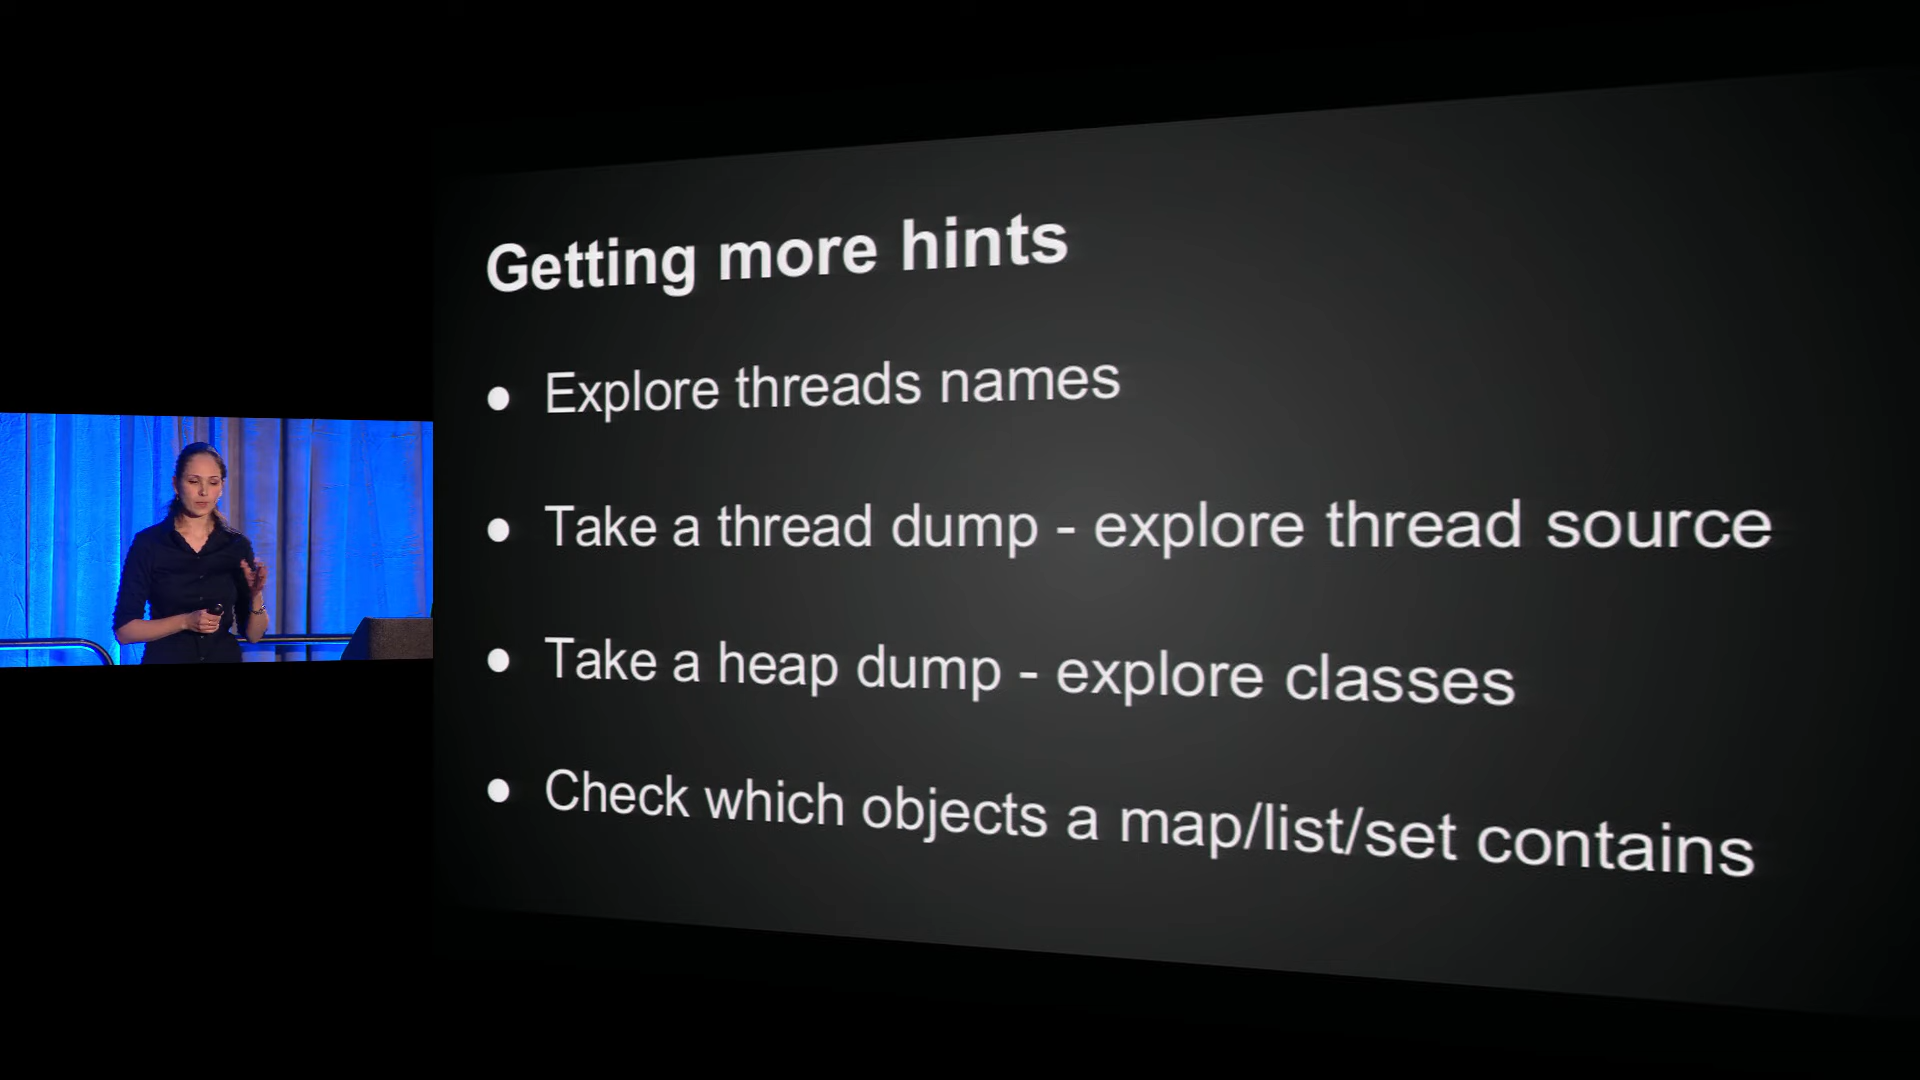 Getting more hints
● Explore threads names
● Take a thread dump - explore thread source
● Take a heap dump - explore classes
● Check which objects a map/list/set contains